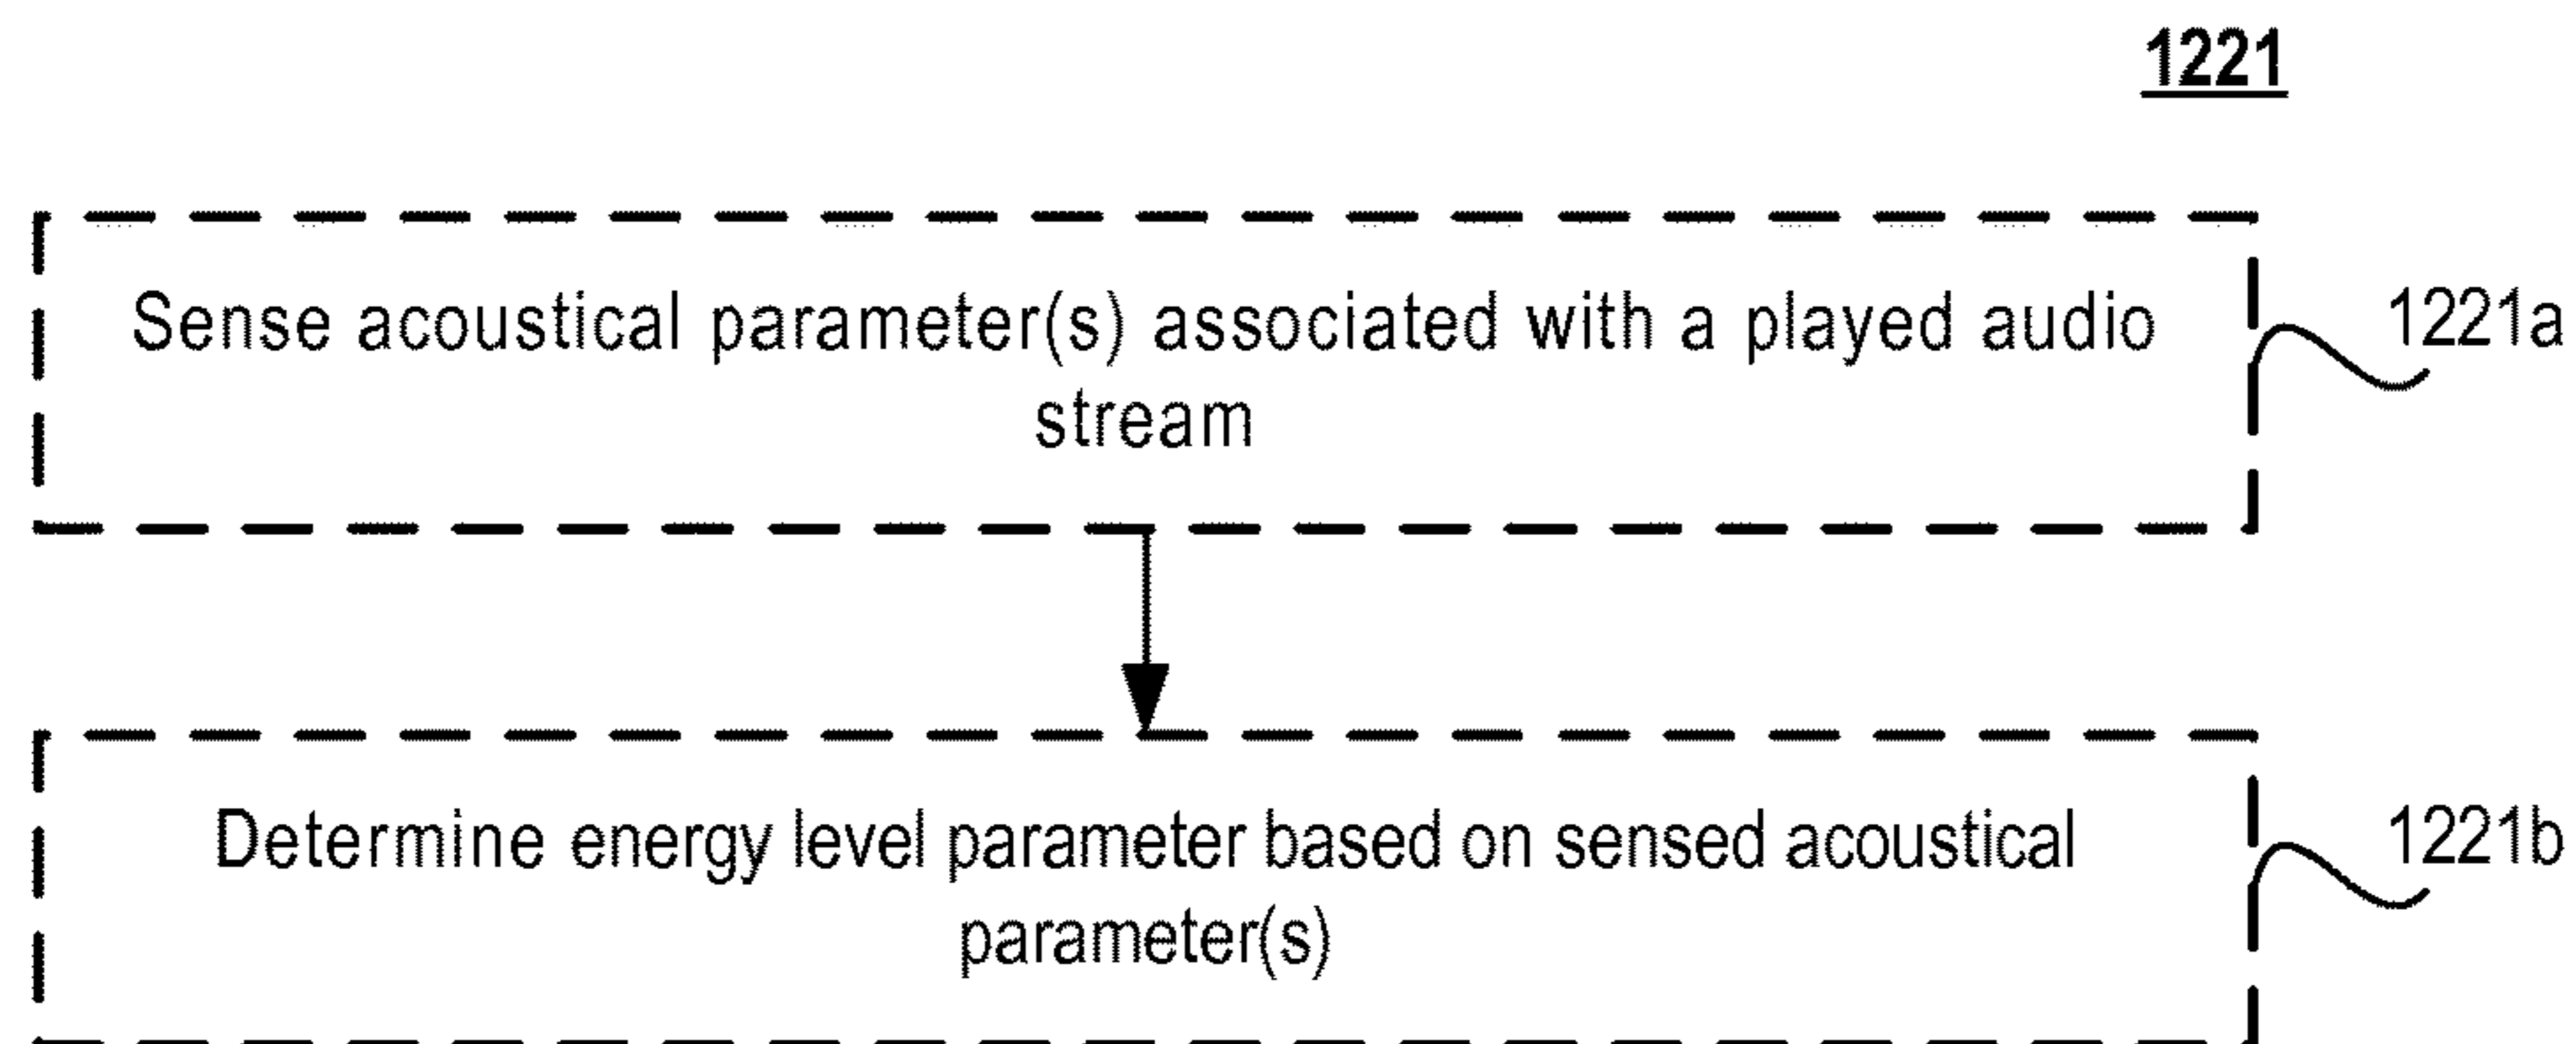 1221
Sense acoustical parameter(s) associated with a played audio
stream
1221a
Determine energy level parameter based on sensed acoustical
parameter(s)
1221b